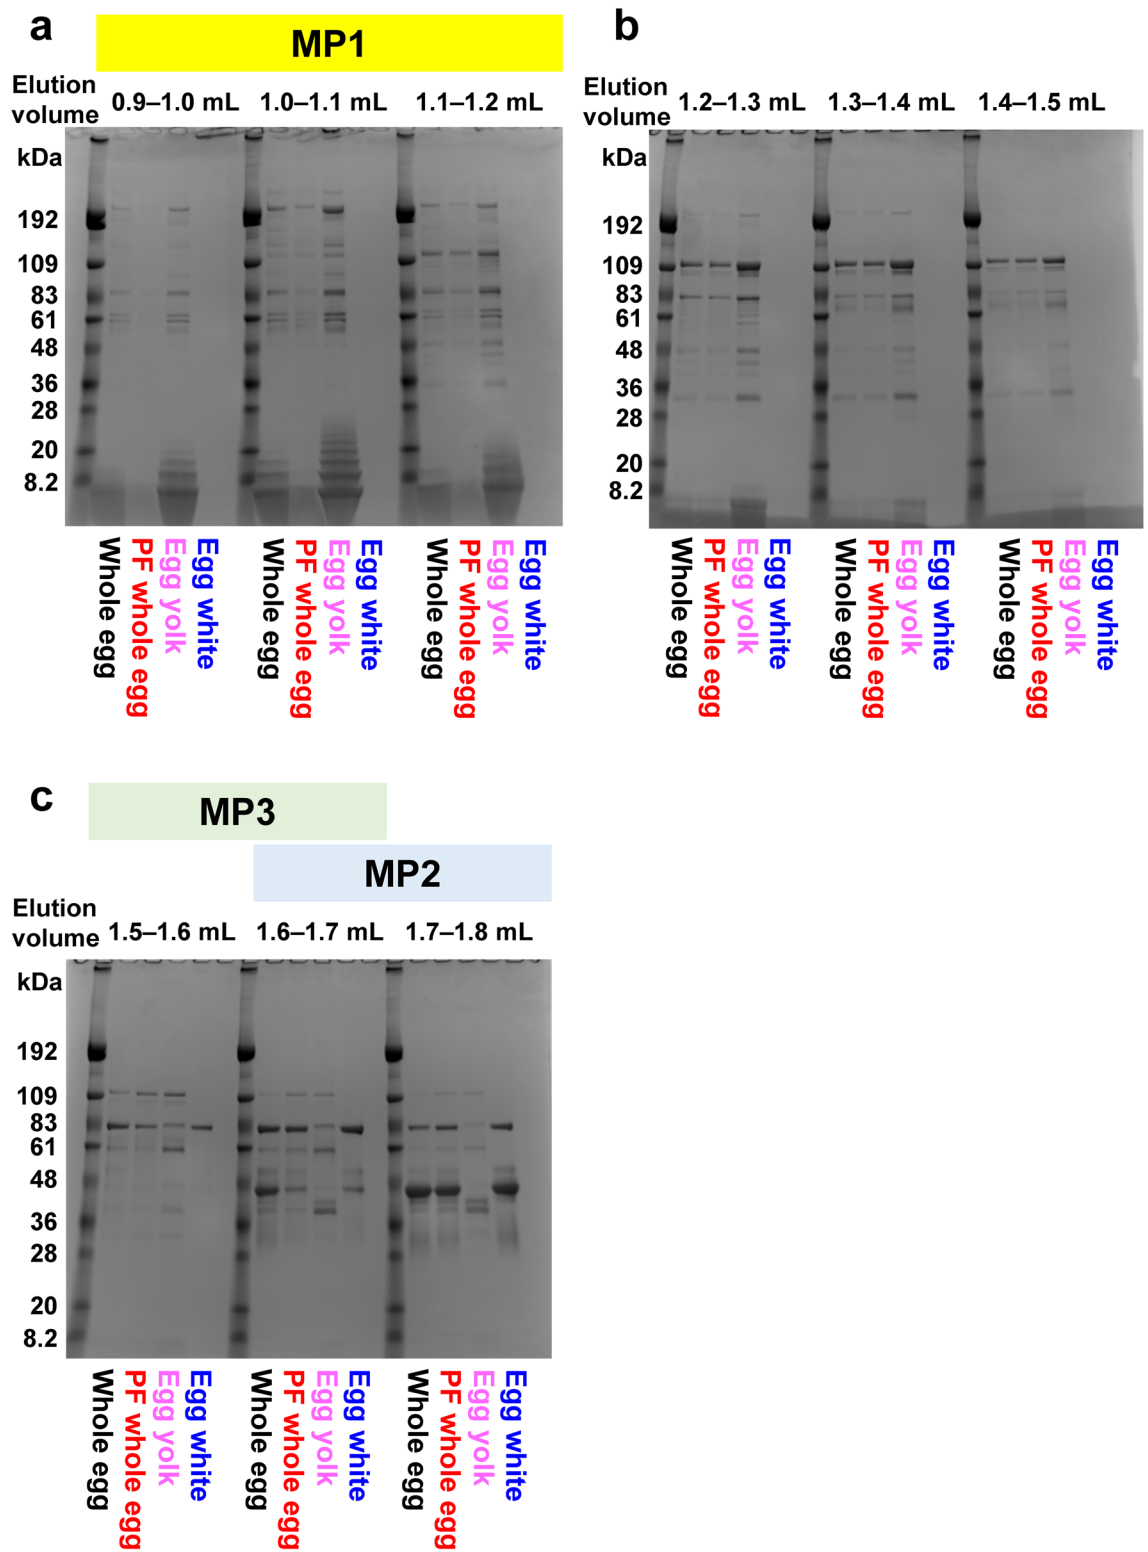 a
MP1
Elution
volume
0.9–1.0 mL
1.0–1.1 mL
1.1–1.2 mL
kDa
192
109
83
61
48
36
28
20
8.2
Whole egg
PF whole egg
Egg yolk
Egg white
Whole egg
PF whole egg
Egg yolk
Egg white
Whole egg
PF whole egg
Egg yolk
Egg white
b
Elution
volume
1.2–1.3 mL
1.3–1.4 mL
1.4–1.5 mL
kDa
192
109
83
61
48
36
28
20
8.2
Whole egg
PF whole egg
Egg yolk
Egg white
Whole egg
PF whole egg
Egg yolk
Egg white
Whole egg
PF whole egg
Egg yolk
Egg white
c
MP3
MP2
Elution
volume
1.5–1.6 mL
1.6–1.7 mL
1.7–1.8 mL
kDa
192
109
83
61
48
36
28
20
8.2
Whole egg
PF whole egg
Egg yolk
Egg white
Whole egg
PF whole egg
Egg yolk
Egg white
Whole egg
PF whole egg
Egg yolk
Egg white